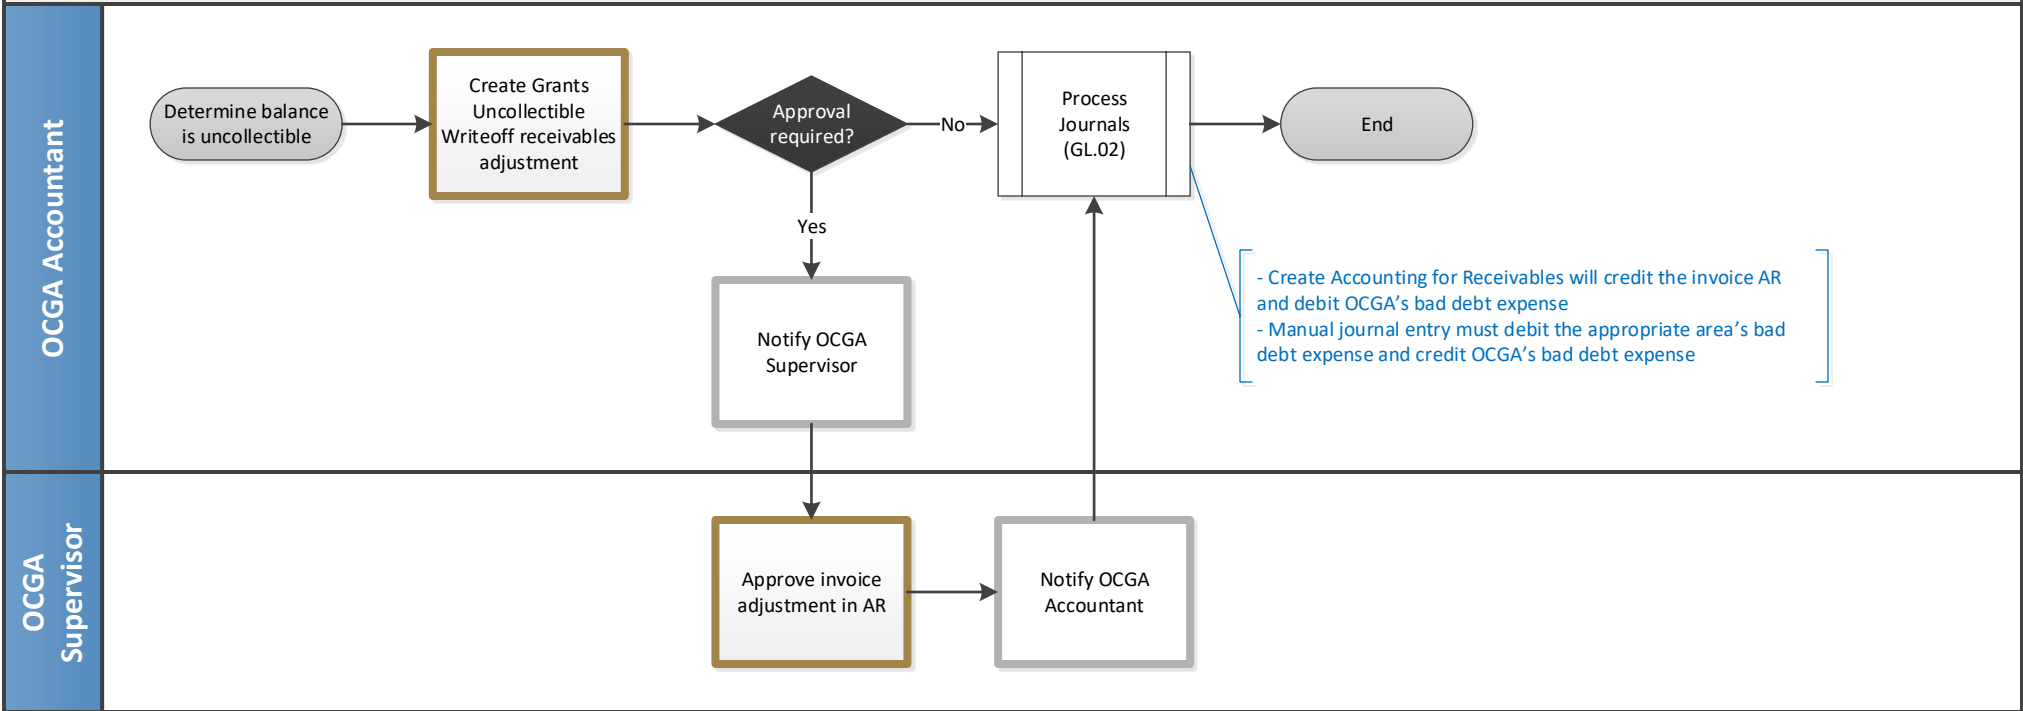 OCGA Accountant
Determine balance
is uncollectible
Create Grants
Uncollectible
Writeoff receivables
adjustment
Approval
required?
No
Process
Journals
(GL.02)
End
Yes
Notify OCGA
Supervisor
- Create Accounting for Receivables will credit the invoice AR
and debit OCGA’s bad debt expense
- Manual journal entry must debit the appropriate area’s bad
debt expense and credit OCGA’s bad debt expense
OCGA
Supervisor
Approve invoice
adjustment in AR
Notify OCGA
Accountant